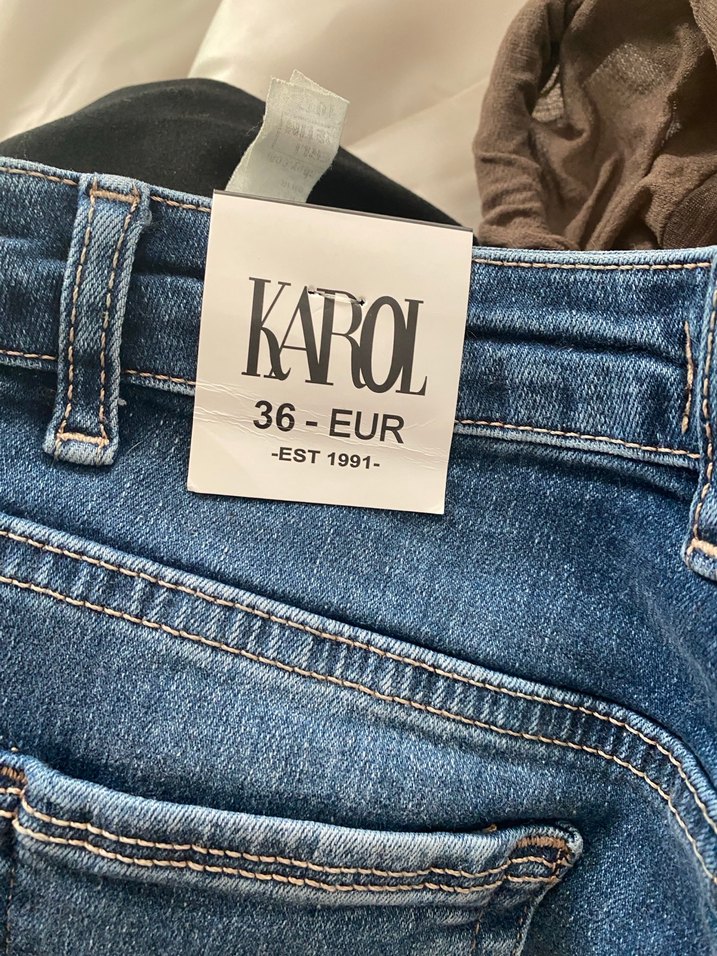 KAROL
36 - EUR
-EST 1991-